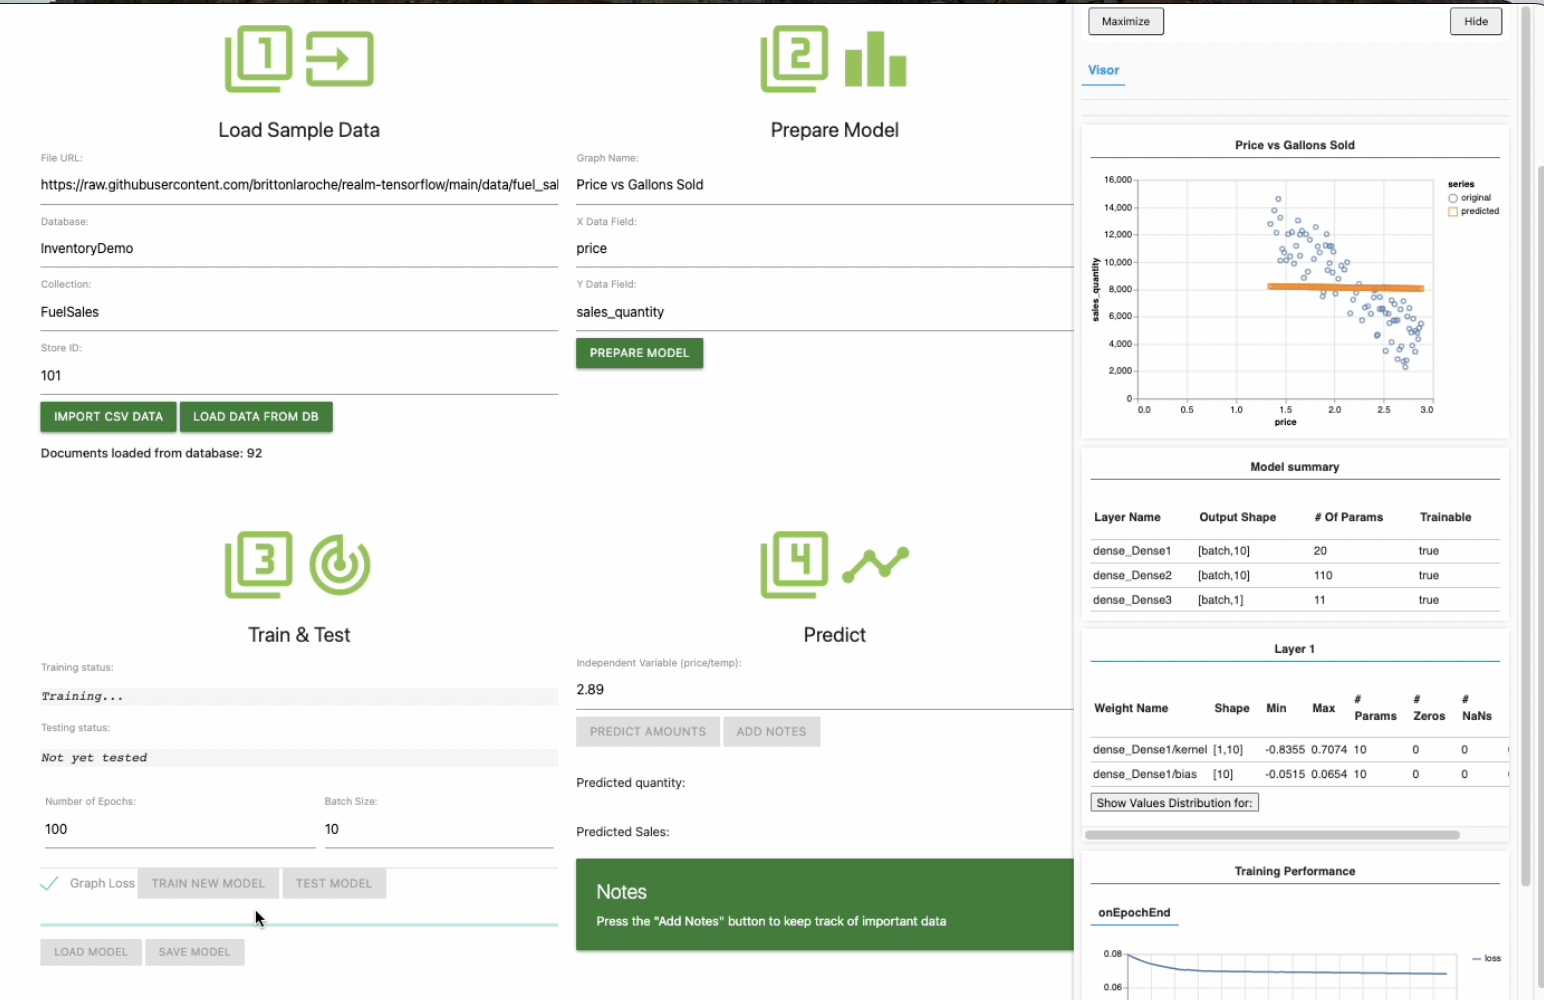 1
Load Sample Data
File URL:
https://raw.githubusercontent.com/brittonlaroche/realm-tensorflow/main/data/fuel_sal
Database:
InventoryDemo
Collection:
FuelSales
Store ID:
101
IMPORT CSV DATA LOAD DATA FROM DB
Documents loaded from database: 92
2
Prepare Model
Graph Name:
Price vs Gallons Sold
X Data Field:
price
Y Data Field:
sales_quantity
PREPARE MODEL
3
Train & Test
Training status:
Training...
Testing status:
Not yet tested
Number of Epochs: Batch Size:
100 10
Graph Loss TRAIN NEW MODEL TEST MODEL
LOAD MODEL SAVE MODEL
4
Predict
Independent Variable (price/temp):
2.89
PREDICT AMOUNTS ADD NOTES
Predicted quantity:
Predicted Sales:
Notes
Press the "Add Notes" button to keep track of important data
Maximize Hide
Visor
Price vs Gallons Sold
16,000
14,000
12,000
10,000
8,000
6,000
4,000
2,000
0
sales_quantity
0.0 0.5 1.0 1.5 2.0 2.5 3.0
price
series
original
predicted
Model summary
Layer Name Output Shape # Of Params Trainable
dense_Dense1 [batch,10] 20 true
dense_Dense2 [batch,10] 110 true
dense_Dense3 [batch,1] 11 true
Layer 1
Weight Name Shape Min Max # Params # Zeros # NaNs
dense_Dense1/kernel [1,10] -0.8355 0.7074 10 0 0
dense_Dense1/bias [10] -0.0515 0.0654 10 0 0
Show Values Distribution for:
Training Performance
onEpochEnd
0.08
0.06
loss